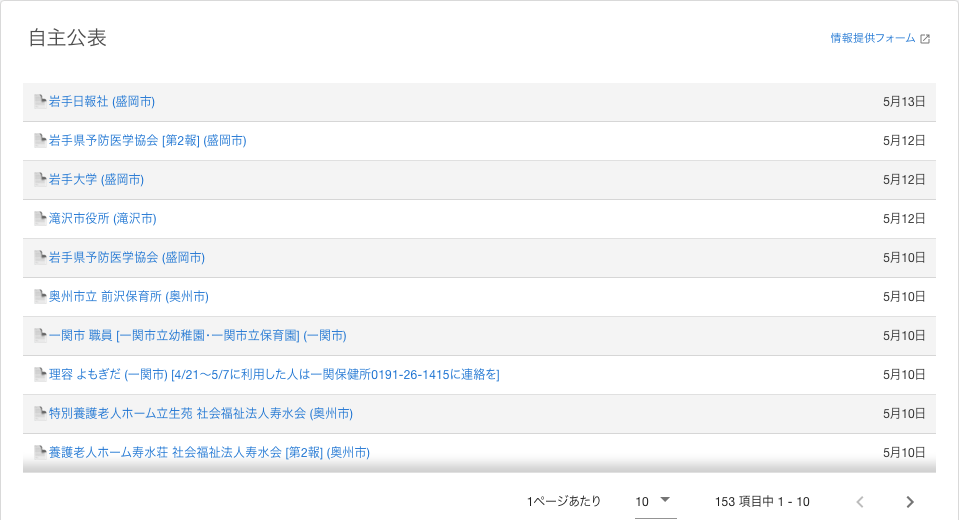 自主公表
情報提供フォーム
岩手日報社 (盛岡市) 5月13日
岩手県予防医学協会 [第2報] (盛岡市) 5月12日
岩手大学 (盛岡市) 5月12日
滝沢市役所 (滝沢市) 5月12日
岩手県予防医学協会 (盛岡市) 5月10日
奥州市立 前沢保育所 (奥州市) 5月10日
一関市 職員 [一関市立幼稚園・一関市立保育園] (一関市) 5月10日
理容 よもぎだ (一関市) [4/21〜5/7に利用した人は一関保健所0191-26-1415に連絡を] 5月10日
特別養護老人ホーム立生苑 社会福祉法人寿水会 (奥州市) 5月10日
養護老人ホーム寿水荘 社会福祉法人寿水会 [第2報] (奥州市) 5月10日
1ページあたり 10 153 項目中 1 - 10